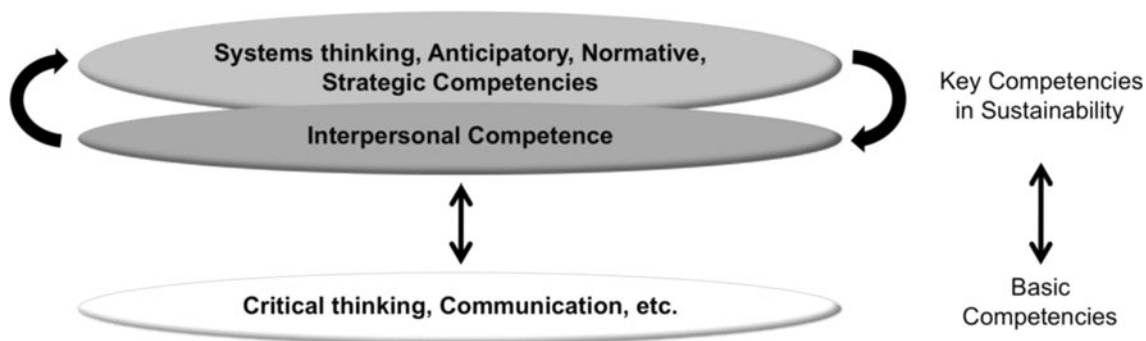 Systems thinking, Anticipatory, Normative,
Strategic Competencies
Interpersonal Competence
Critical thinking, Communication, etc.
Key Competencies
in Sustainability
Basic
Competencies